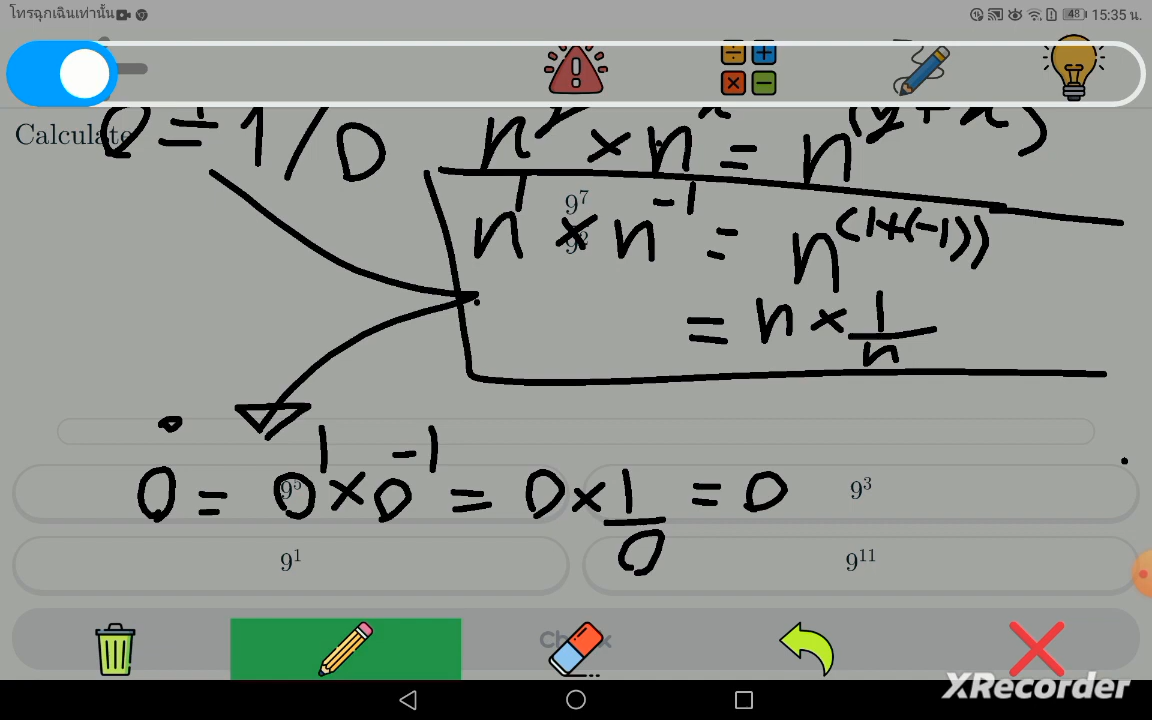 โทรฉุกเฉินเท่านั้น 48 15:35 น.
Calculate
0 = 1/0
n^y × n^x = n^(y+x)
9^7
9^2
n^1 × n^-1 = n^(1+(-1))
= n × 1/n
0^0 = 0^1 × 0^-1 = 0 × 1/0 = 0
9^5 9^3
9^1 9^11
XRecorder